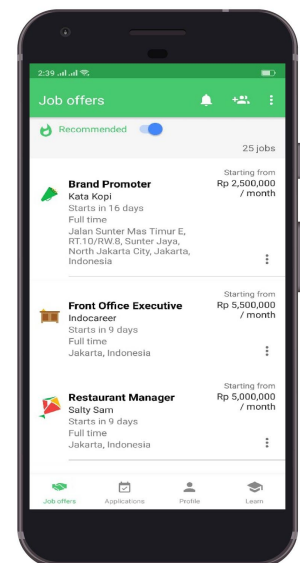 2:39
Job offers
Recommended
25 jobs
Starting from
Brand Promoter
Rp 2,500,000
/ month
Kata Kopi
Starts in 16 days
Full time
Jalan Sunter Mas Timur E,
RT.10/RW.8, Sunter Jaya,
North Jakarta City, Jakarta,
Indonesia
Starting from
Front Office Executive
Rp 5,500,000
/ month
Indocareer
Starts in 9 days
Full time
Jakarta, Indonesia
Starting from
Restaurant Manager
Rp 5,000,000
/ month
Salty Sam
Starts in 9 days
Full time
Jakarta, Indonesia
Job offers Applications Profile Learn